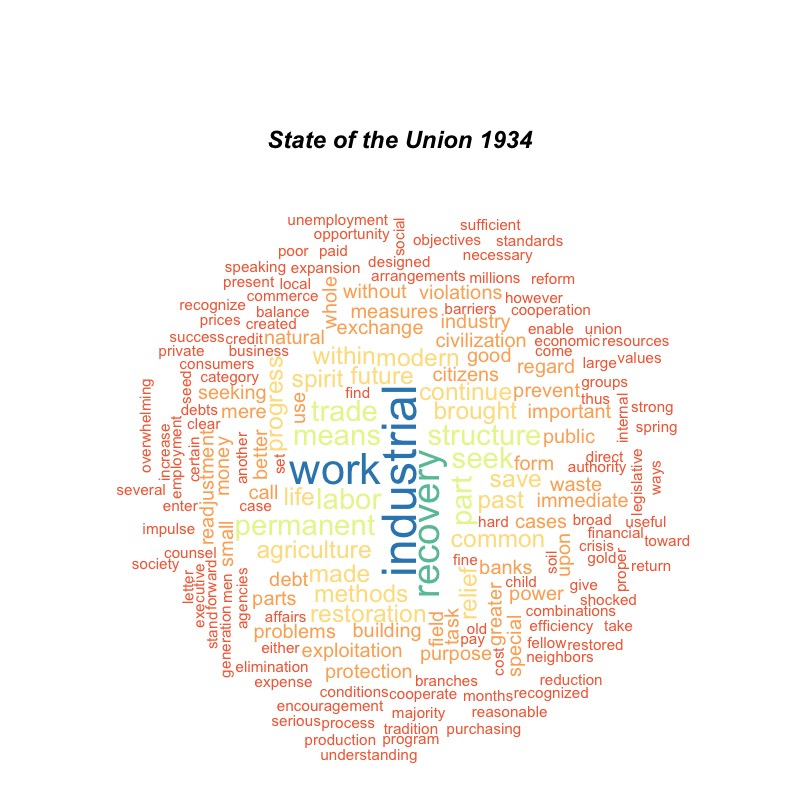 State of the Union 1934
unemployment
opportunity
social
sufficient
objectives standards
poor paid
necessary
designed
speaking expansion
arrangements millions reform
present local
whole
without violations
however
commerce
recognize
balance
measures
barriers
cooperation
prices
created
exchange
industry
enable union
success credit natural
civilization
economic resources
private
business
within modern
good
come
large values
consumers
progress
spirit future
citizens
regard
category
groups
overwhelming
seed
seeking
find
industrial
continue prevent
thus
use
debts mere
trade
brought
important
internal
strong
clear
spring
means
structure public
increase
employment
certain
readjustment
money
another
better
set
work
recovery
seek form
direct
authority
legislative
ways
several
call life labor
part
save waste
enter
case
past immediate
impulse
small
permanent
hard cases broad useful
financial
toward
common
counsel
agriculture
upon
crisis
society
fine banks
soil
gold
proper
return
letter
executive
forward
stand
men
agencies
debt made
relief
child
give
methods
power
shocked
parts
greater
combinations
generation
affairs
restoration
field
task
old
pay
efficiency take
problems building
special
fellow restored
either exploitation
purpose
cost
neighbors
elimination
protection
branches
reduction
expense
conditions cooperate months recognized
encouragement
majority
reasonable
serious process
tradition purchasing
production program
understanding